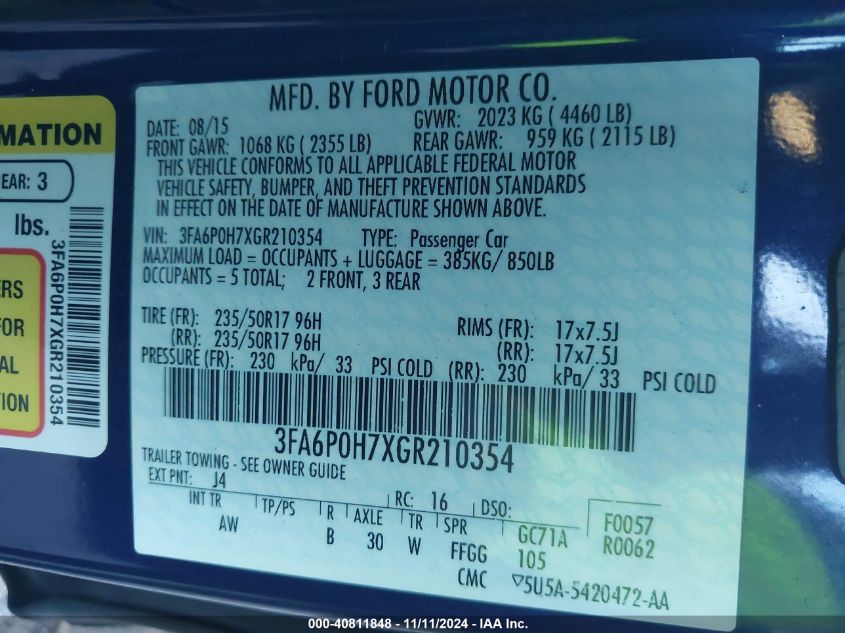 MATION
REAR: 3
lbs.
3FA6P0H7XGR210354
ERS
FOR
AL
TION
MFD. BY FORD MOTOR CO.
DATE: 08/15 GVWR: 2023 KG ( 4460 LB)
FRONT GAWR: 1068 KG ( 2355 LB) REAR GAWR: 959 KG ( 2115 LB)
THIS VEHICLE CONFORMS TO ALL APPLICABLE FEDERAL MOTOR
VEHICLE SAFETY, BUMPER, AND THEFT PREVENTION STANDARDS
IN EFFECT ON THE DATE OF MANUFACTURE SHOWN ABOVE.
VIN: 3FA6P0H7XGR210354 TYPE: Passenger Car
MAXIMUM LOAD = OCCUPANTS + LUGGAGE = 385KG/ 850LB
OCCUPANTS = 5 TOTAL; 2 FRONT, 3 REAR
TIRE (FR): 235/50R17 96H RIMS (FR): 17x7.5J
(RR): 235/50R17 96H (RR): 17x7.5J
PRESSURE (FR): 230 kPa/ 33 PSI COLD (RR): 230 kPa/ 33 PSI COLD
3FA6P0H7XGR210354
TRAILER TOWING - SEE OWNER GUIDE
EXT PNT: J4 RC: 16 DSO: F0057
INT TR TP/PS R AXLE TR SPR GC71A R0062
AW B 30 W FFGG 105
CMC ▽5U5A-5420472-AA
000-40811848 - 11/11/2024 - IAA Inc.